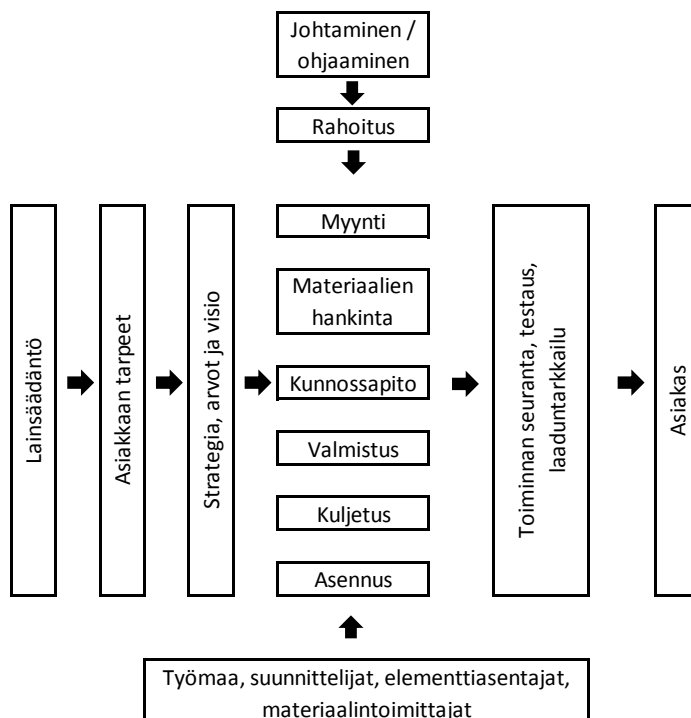 Johtaminen /
ohjaaminen
Rahoitus
Lainsäädäntö
Asiakkaan tarpeet
Strategia, arvot ja visio
Myynti
Materiaalien
hankinta
Kunnossapito
Valmistus
Kuljetus
Asennus
Toiminnan seuranta, testaus,
laaduntarkkailu
Asiakas
Työmaa, suunnittelijat, elementtiasentajat,
materiaalintoimittajat